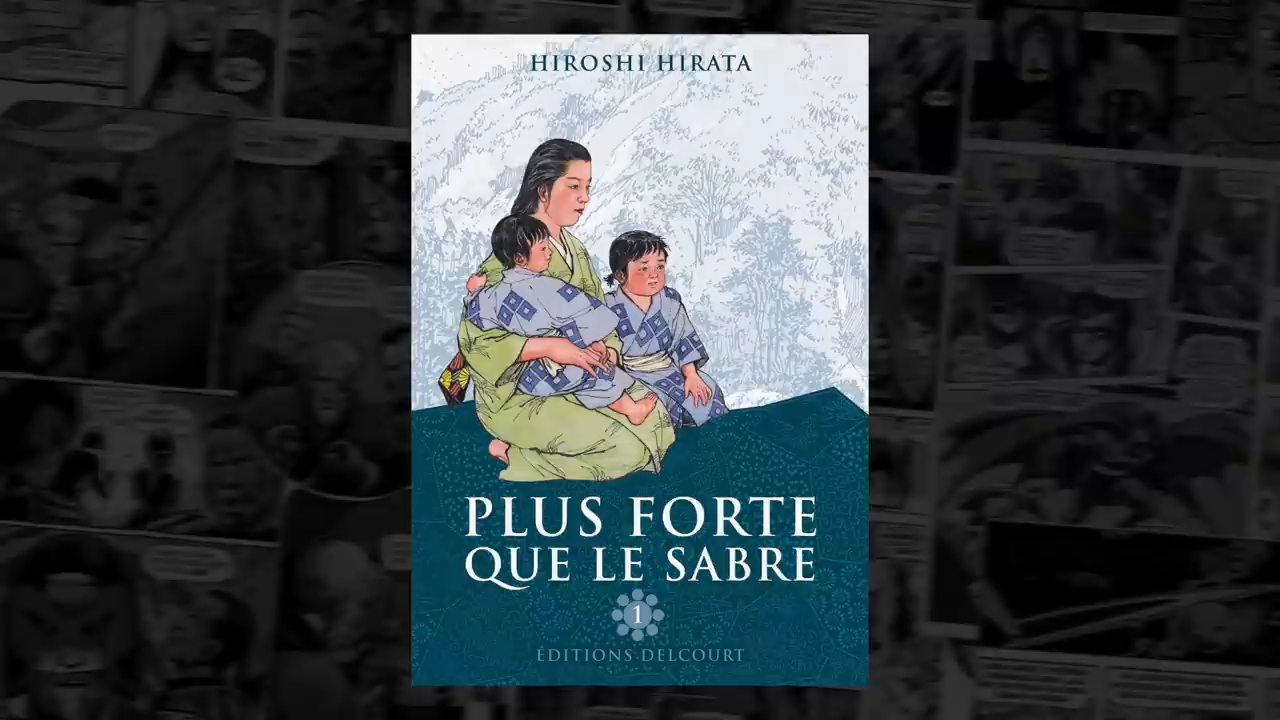 HIROSHI HIRATA
PLUS FORTE
QUE LE SABRE
1
ÉDITIONS DELCOURT